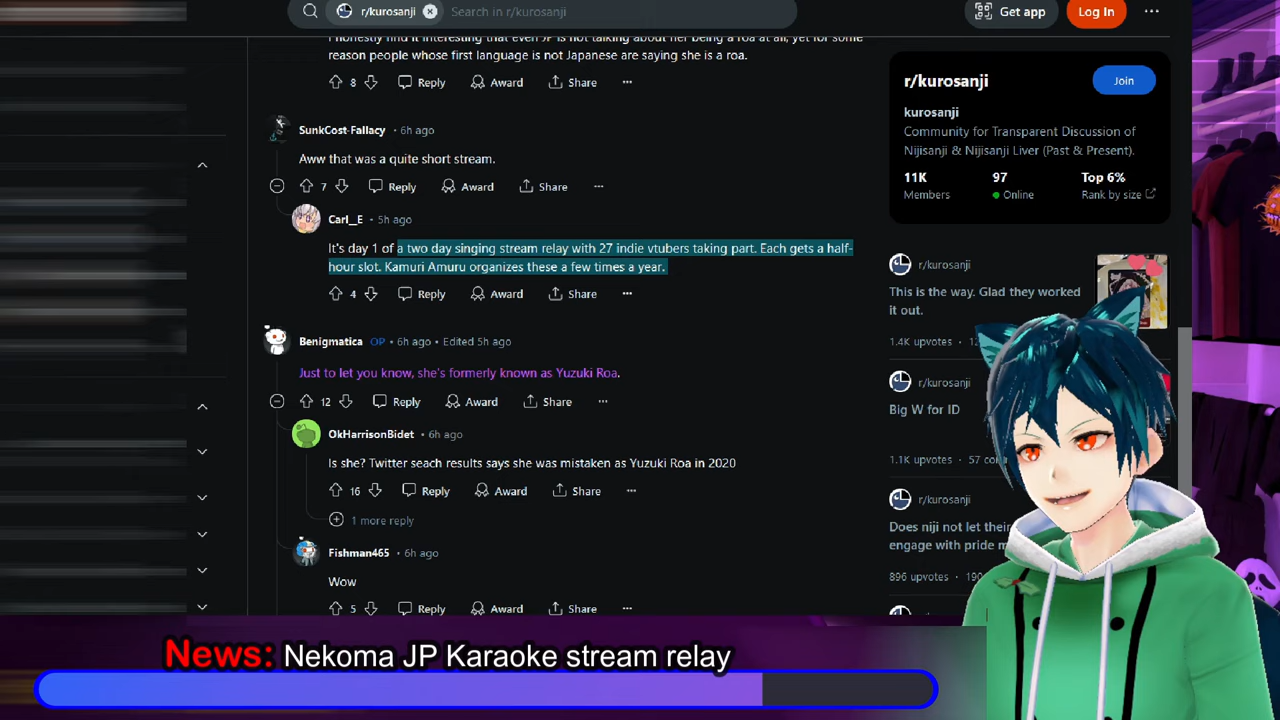 r/kurosanji
Search in r/kurosanji
Get app
Log In
I honestly find it interesting that even JP is not talking about her being a roa at all, yet for some
reason people whose first language is not Japanese are saying she is a roa.
8 Reply Award Share
SunkCost-Fallacy • 6h ago
Aww that was a quite short stream.
7 Reply Award Share
Carl__E • 5h ago
It's day 1 of a two day singing stream relay with 27 indie vtubers taking part. Each gets a half-
hour slot. Kamuri Amuru organizes these a few times a year.
4 Reply Award Share
Benigmatica OP • 6h ago • Edited 5h ago
Just to let you know, she's formerly known as Yuzuki Roa.
12 Reply Award Share
OkHarrisonBidet • 6h ago
Is she? Twitter seach results says she was mistaken as Yuzuki Roa in 2020
16 Reply Award Share
1 more reply
Fishman465 • 6h ago
Wow
5 Reply Award Share
r/kurosanji
Join
kurosanji
Community for Transparent Discussion of
Nijisanji & Nijisanji Liver (Past & Present).
11K 97 Top 6%
Members Online Rank by size
r/kurosanji
This is the way. Glad they worked
it out.
1.4K upvotes
r/kurosanji
Big W for ID
1.1K upvotes · 57
r/kurosanji
Does niji not let their
engage with pride
896 upvotes
News: Nekoma JP Karaoke stream relay